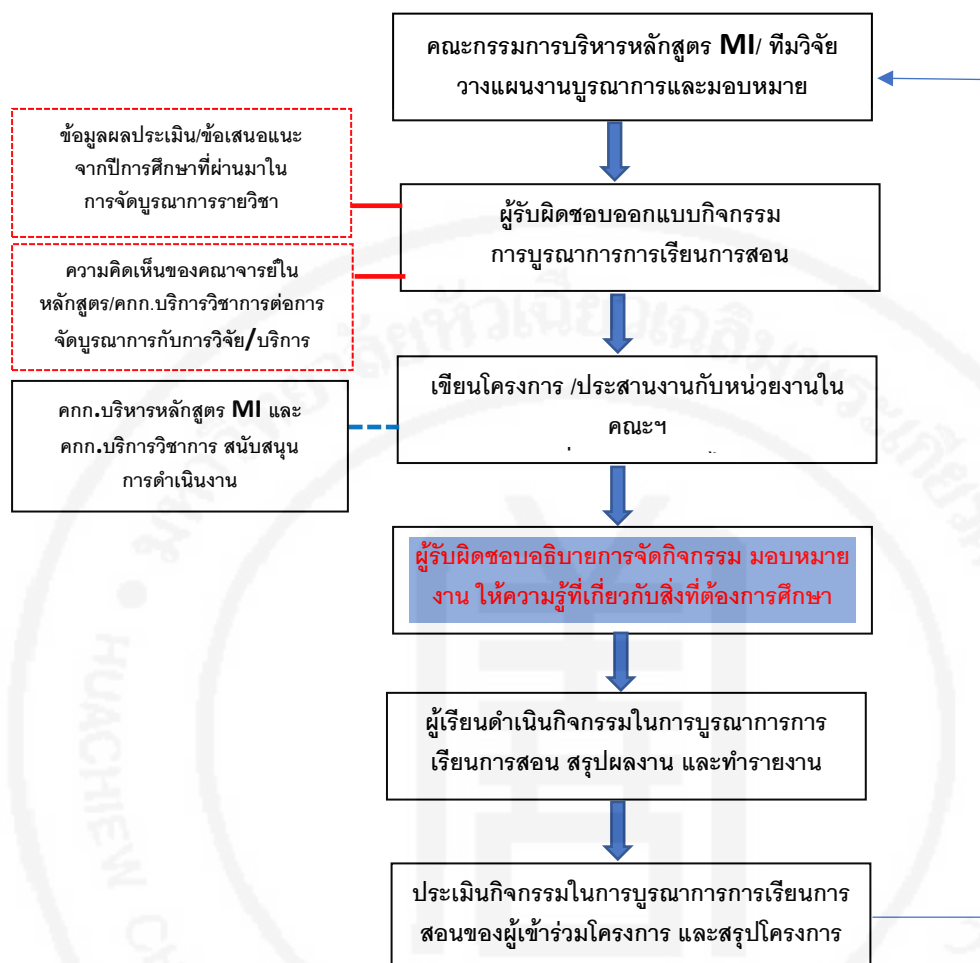 คณะกรรมการบริหารหลักสูตร MI/ ทีมวิจัย
วางแผนงานบูรณาการและมอบหมาย
ข้อมูลผลประเมิน/ข้อเสนอแนะ
จากปีการศึกษาที่ผ่านมาใน
การจัดบูรณาการรายวิชา
ผู้รับผิดชอบออกแบบกิจกรรม
การบูรณาการการเรียนการสอน
ความคิดเห็นของคณาจารย์ใน
หลักสูตร/คกก.บริการวิชาการต่อการ
จัดบูรณาการกับการวิจัย/บริการ
เขียนโครงการ /ประสานงานกับหน่วยงานใน
คณะฯ
คกก.บริหารหลักสูตร MI และ
คกก.บริการวิชาการ สนับสนุน
การดำเนินงาน
ผู้รับผิดชอบอธิบายการจัดกิจกรรม มอบหมาย
งาน ให้ความรู้ที่เกี่ยวกับสิ่งที่ต้องการศึกษา
ผู้เรียนดำเนินกิจกรรมในการบูรณาการการ
เรียนการสอน สรุปผลงาน และทำรายงาน
ประเมินกิจกรรมในการบูรณาการการเรียนการ
สอนของผู้เข้าร่วมโครงการ และสรุปโครงการ
HUACHIEW